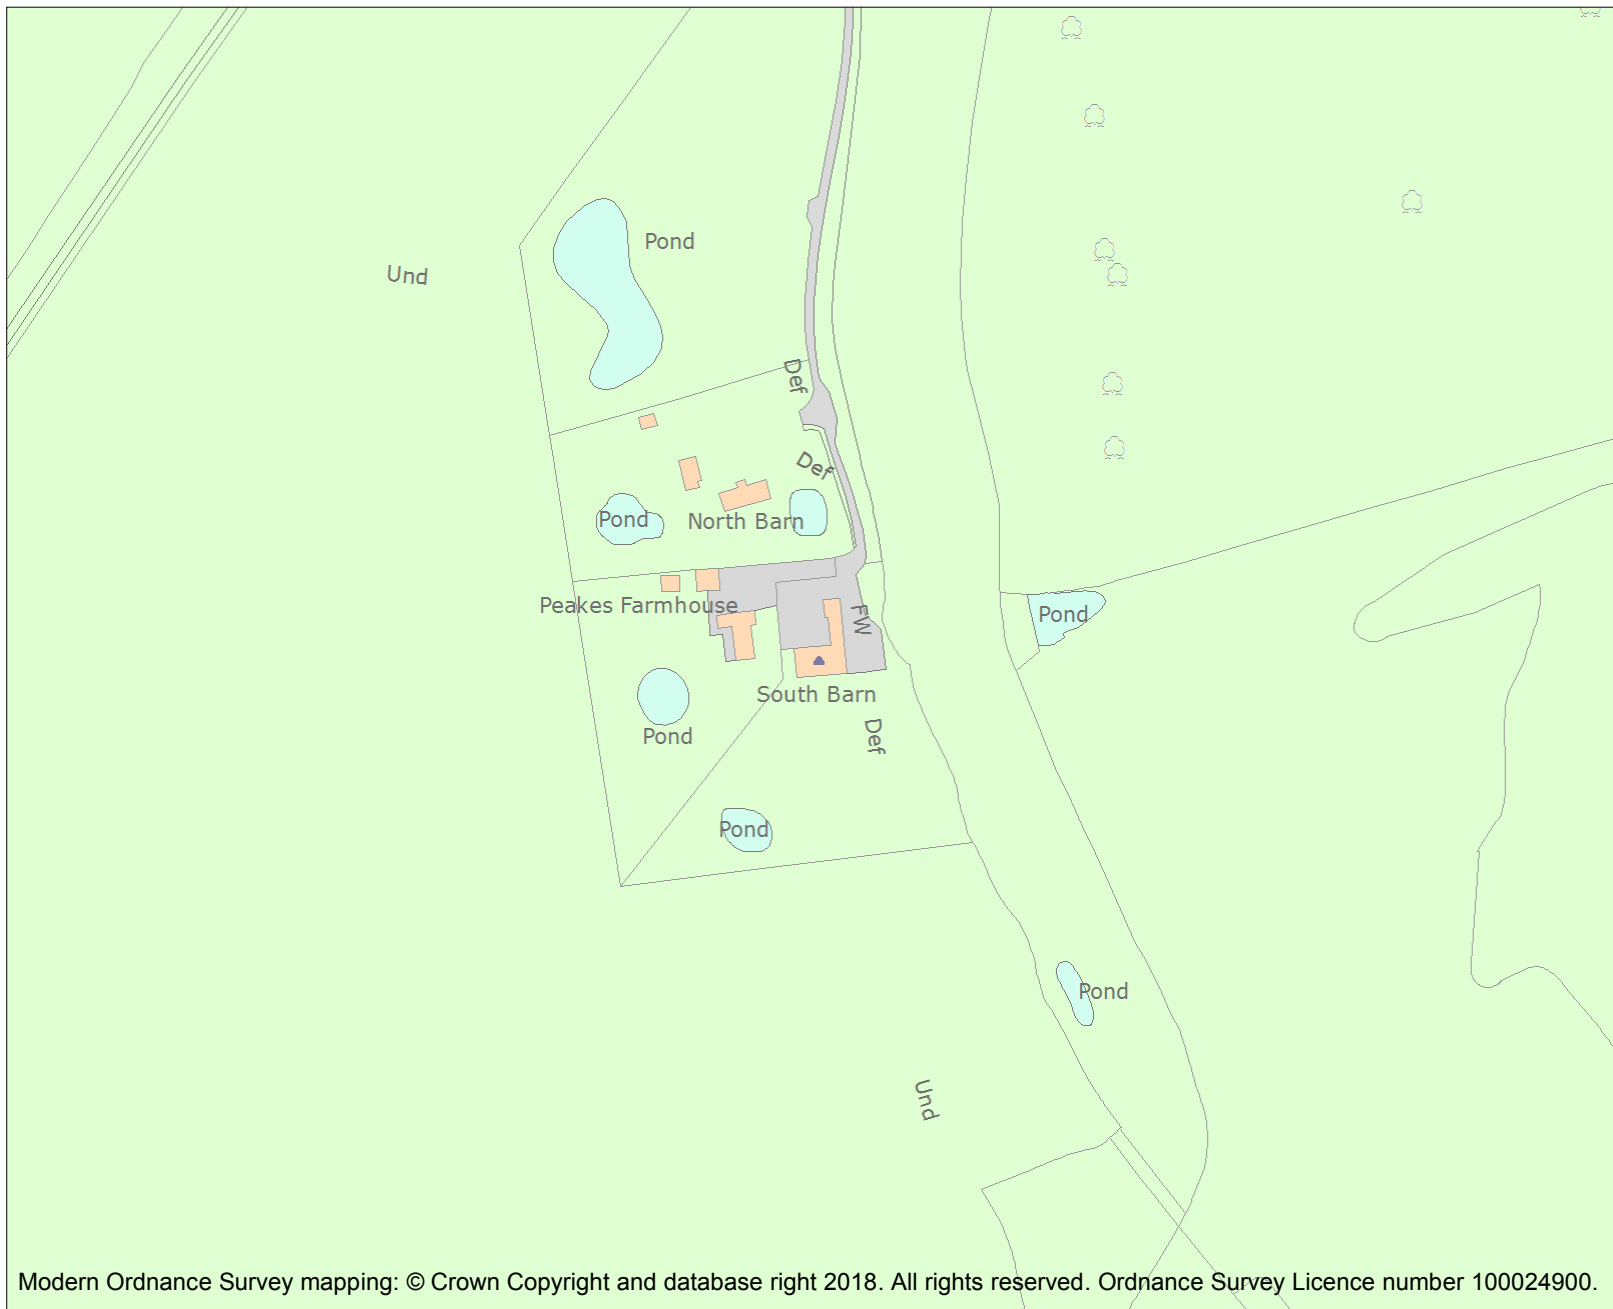 Pond
Und
Def
Def
Pond
North Barn
Peakes Farmhouse
FW
Pond
South Barn
Pond
Def
Pond
Pond
Und
Modern Ordnance Survey mapping: © Crown Copyright and database right 2018. All rights reserved. Ordnance Survey Licence number 100024900.